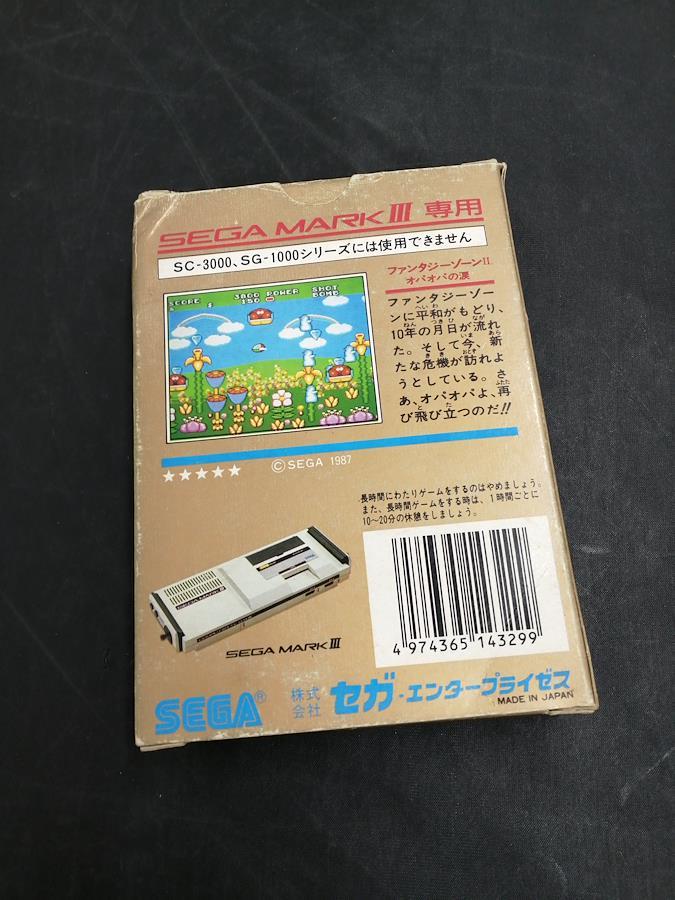 SEGA MARK III 専用
SC-3000、SG-1000シリーズには使用できません
ファンタジーゾーンII
オパオパの涙
SCORE 3800 POWER SHOT
$ 150 BOMB
ファンタジーゾー
ンに平和がもどり、
10年の月日が流れ
た。そして今、新
たな危機が訪れよ
うとしている。さ
あ、オパオパよ、再
び飛び立つのだ!!
©SEGA 1987
★★★★★
長時間にわたりゲームをするのはやめましょう。
また、長時間ゲームをする時は、1時間ごとに
10〜20分の休憩をしましょう。
SEGA MARK III
SEGA MARK III
4 974365 143299
SEGA® 株式会社 セガ・エンタープライゼス
MADE IN JAPAN